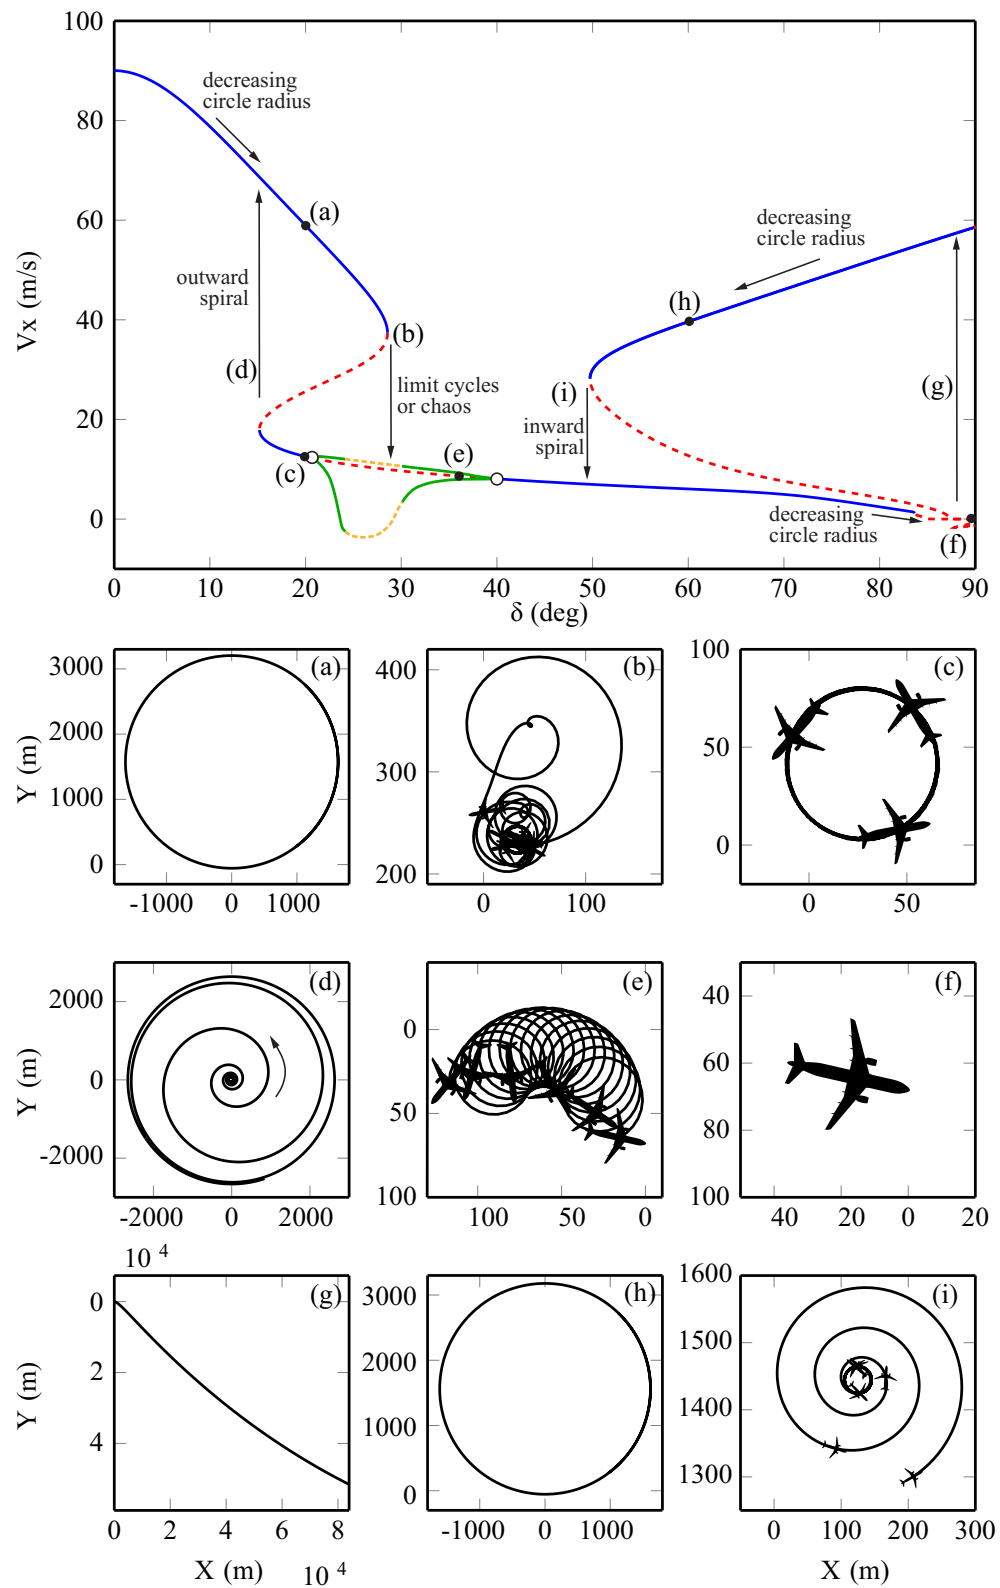 100
80
60
40
20
0
Vx (m/s)
decreasing
circle radius
(a)
outward
spiral
(b)
(d)
limit cycles
or chaos
(c)
(e)
decreasing
circle radius
(h)
(i)
inward
spiral
(g)
decreasing
circle radius
(f)
0 10 20 30 40 50 60 70 80 90
δ (deg)
(a)
3000
2000
1000
0
Y (m)
-1000 0 1000
(b)
400
300
200
0 100
(c)
100
50
0
0 50
(d)
2000
0
-2000
Y (m)
-2000 0 2000
(e)
0
50
100
100 50 0
(f)
40
60
80
100
40 20 0 20
10 4
(g)
0
2
4
Y (m)
0 2 4 6 8
X (m) 10 4
(h)
3000
2000
1000
0
-1000 0 1000
(i)
1600
1500
1400
1300
0 100 200 300
X (m)